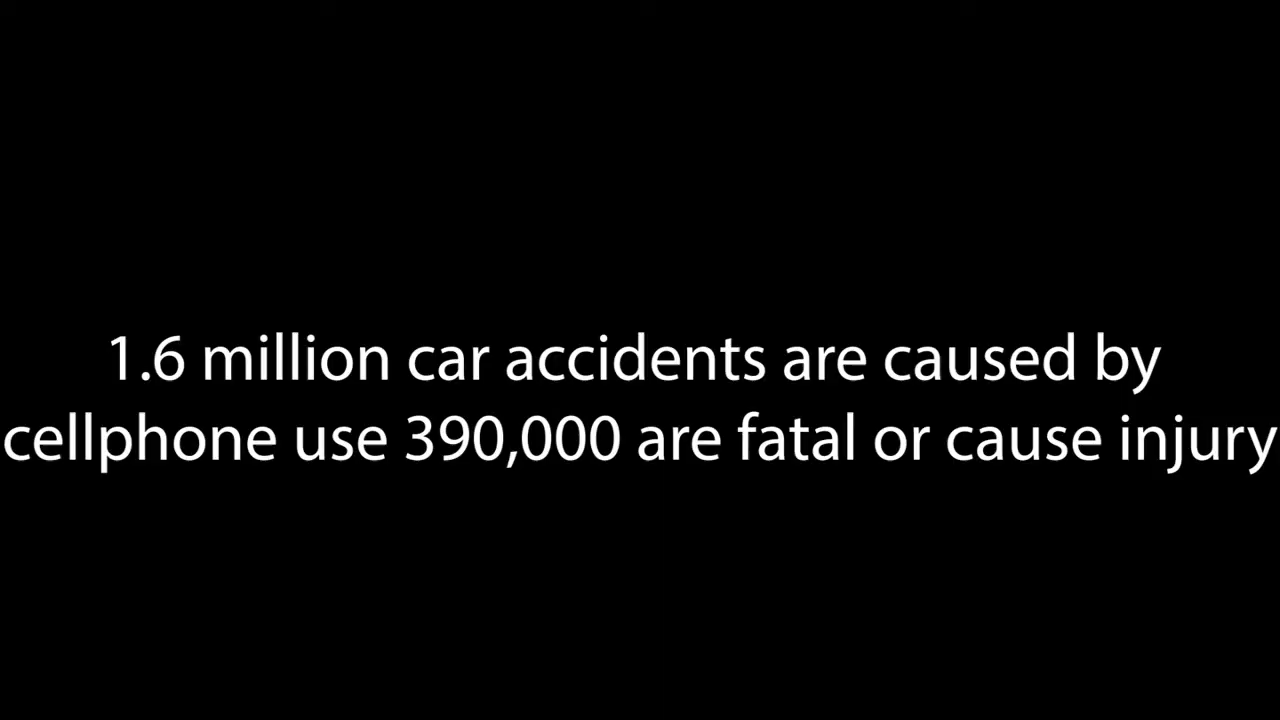 1.6 million car accidents are caused by
cellphone use 390,000 are fatal or cause injury